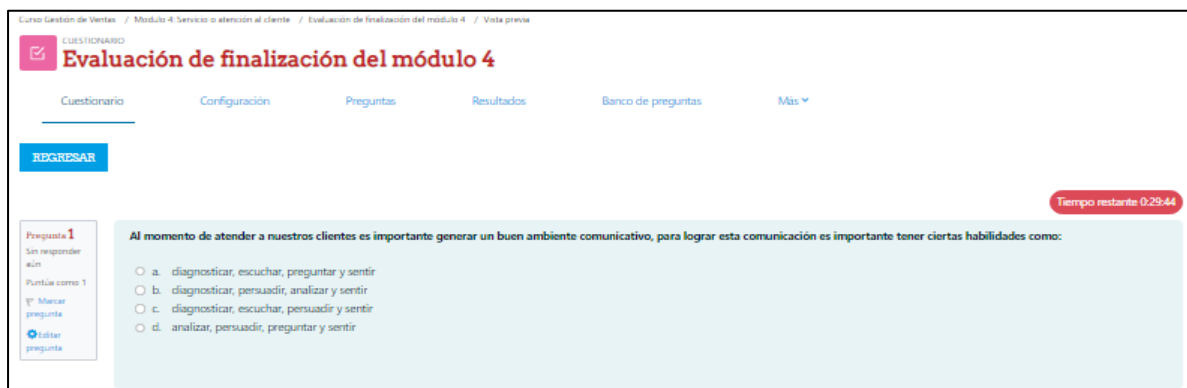 Curso Gestión de Ventas / Modulo 4: Servicio o atención al cliente / Evaluación de finalización del módulo 4 / Vista previa
CUESTIONARIO
Evaluación de finalización del módulo 4
Cuestionario Configuración Preguntas Resultados Banco de preguntas Más
REGRESAR
Tiempo restante 0:29:44
Pregunta 1
Sin responder
aún
Puntúa como 1
Marcar
pregunta
Editar
pregunta
Al momento de atender a nuestros clientes es importante generar un buen ambiente comunicativo, para lograr esta comunicación es importante tener ciertas habilidades como:
a. diagnosticar, escuchar, preguntar y sentir
b. diagnosticar, persuadir, analizar y sentir
c. diagnosticar, escuchar, persuadir y sentir
d. analizar, persuadir, preguntar y sentir